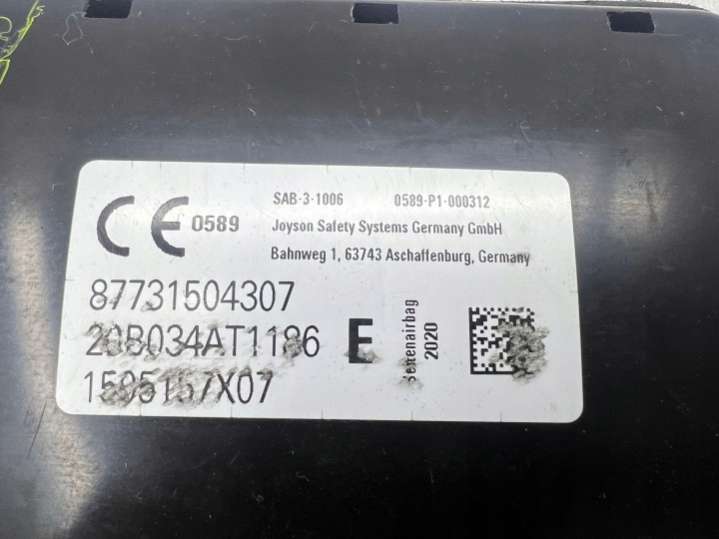 CE 0589
SAB-3-1006 0589-P1-000312
Joyson Safety Systems Germany GmbH
Bahnweg 1, 63743 Aschaffenburg, Germany
87731504307
E
Seitenairbag
2020